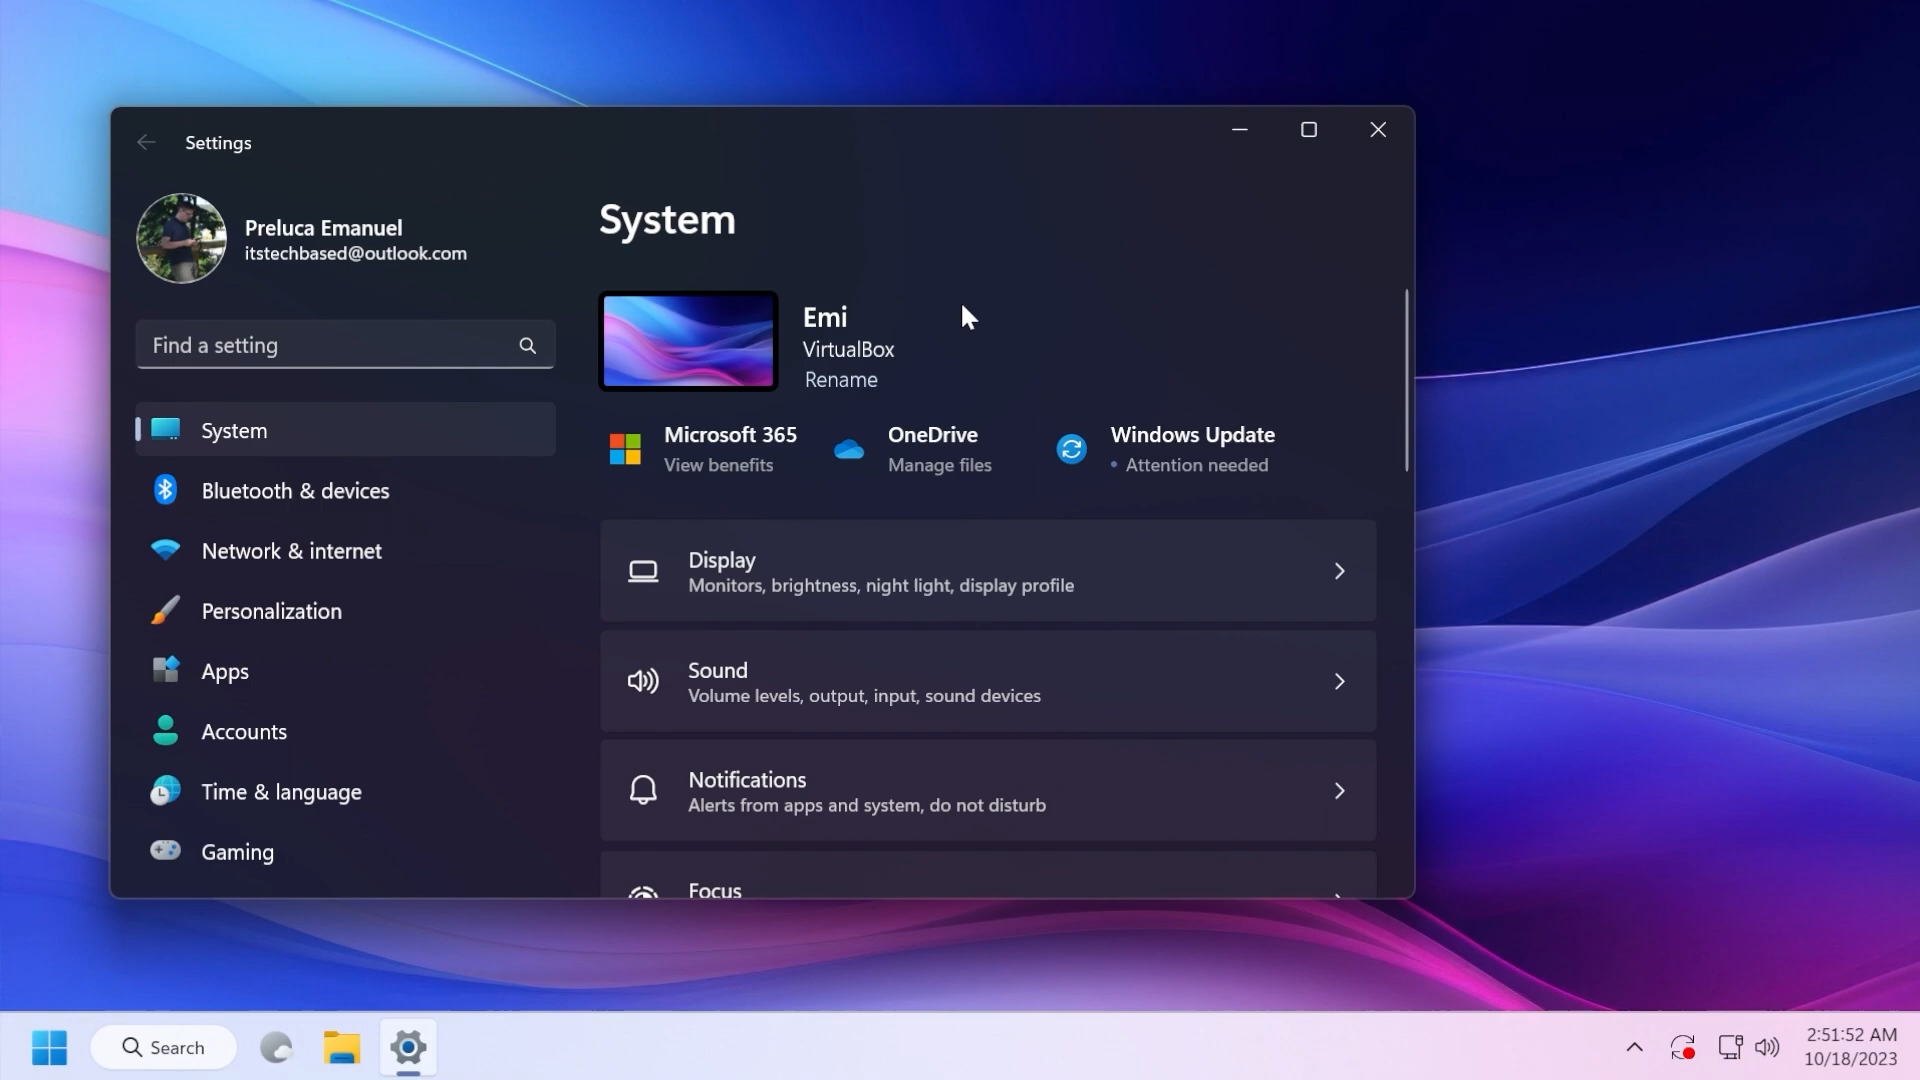 Settings
Preluca Emanuel
itstechbased@outlook.com
Find a setting
System
Bluetooth & devices
Network & internet
Personalization
Apps
Accounts
Time & language
Gaming
System
Emi
VirtualBox
Rename
Microsoft 365
View benefits
OneDrive
Manage files
Windows Update
• Attention needed
Display
Monitors, brightness, night light, display profile
Sound
Volume levels, output, input, sound devices
Notifications
Alerts from apps and system, do not disturb
Focus
Search
2:51:52 AM
10/18/2023